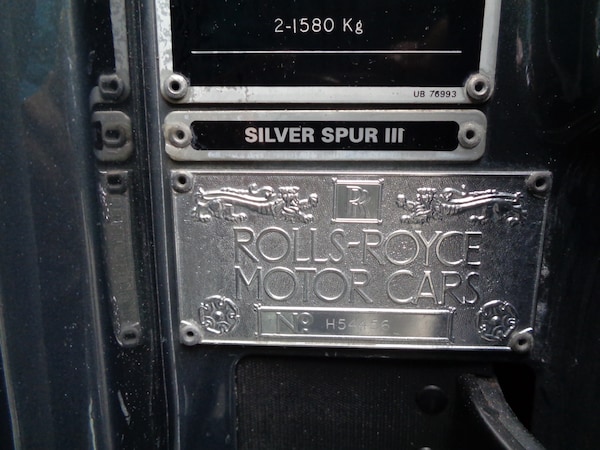 2-1580 Kg
UB 76993
SILVER SPUR III
R
ROLLS-ROYCE
MOTOR CARS
Nº